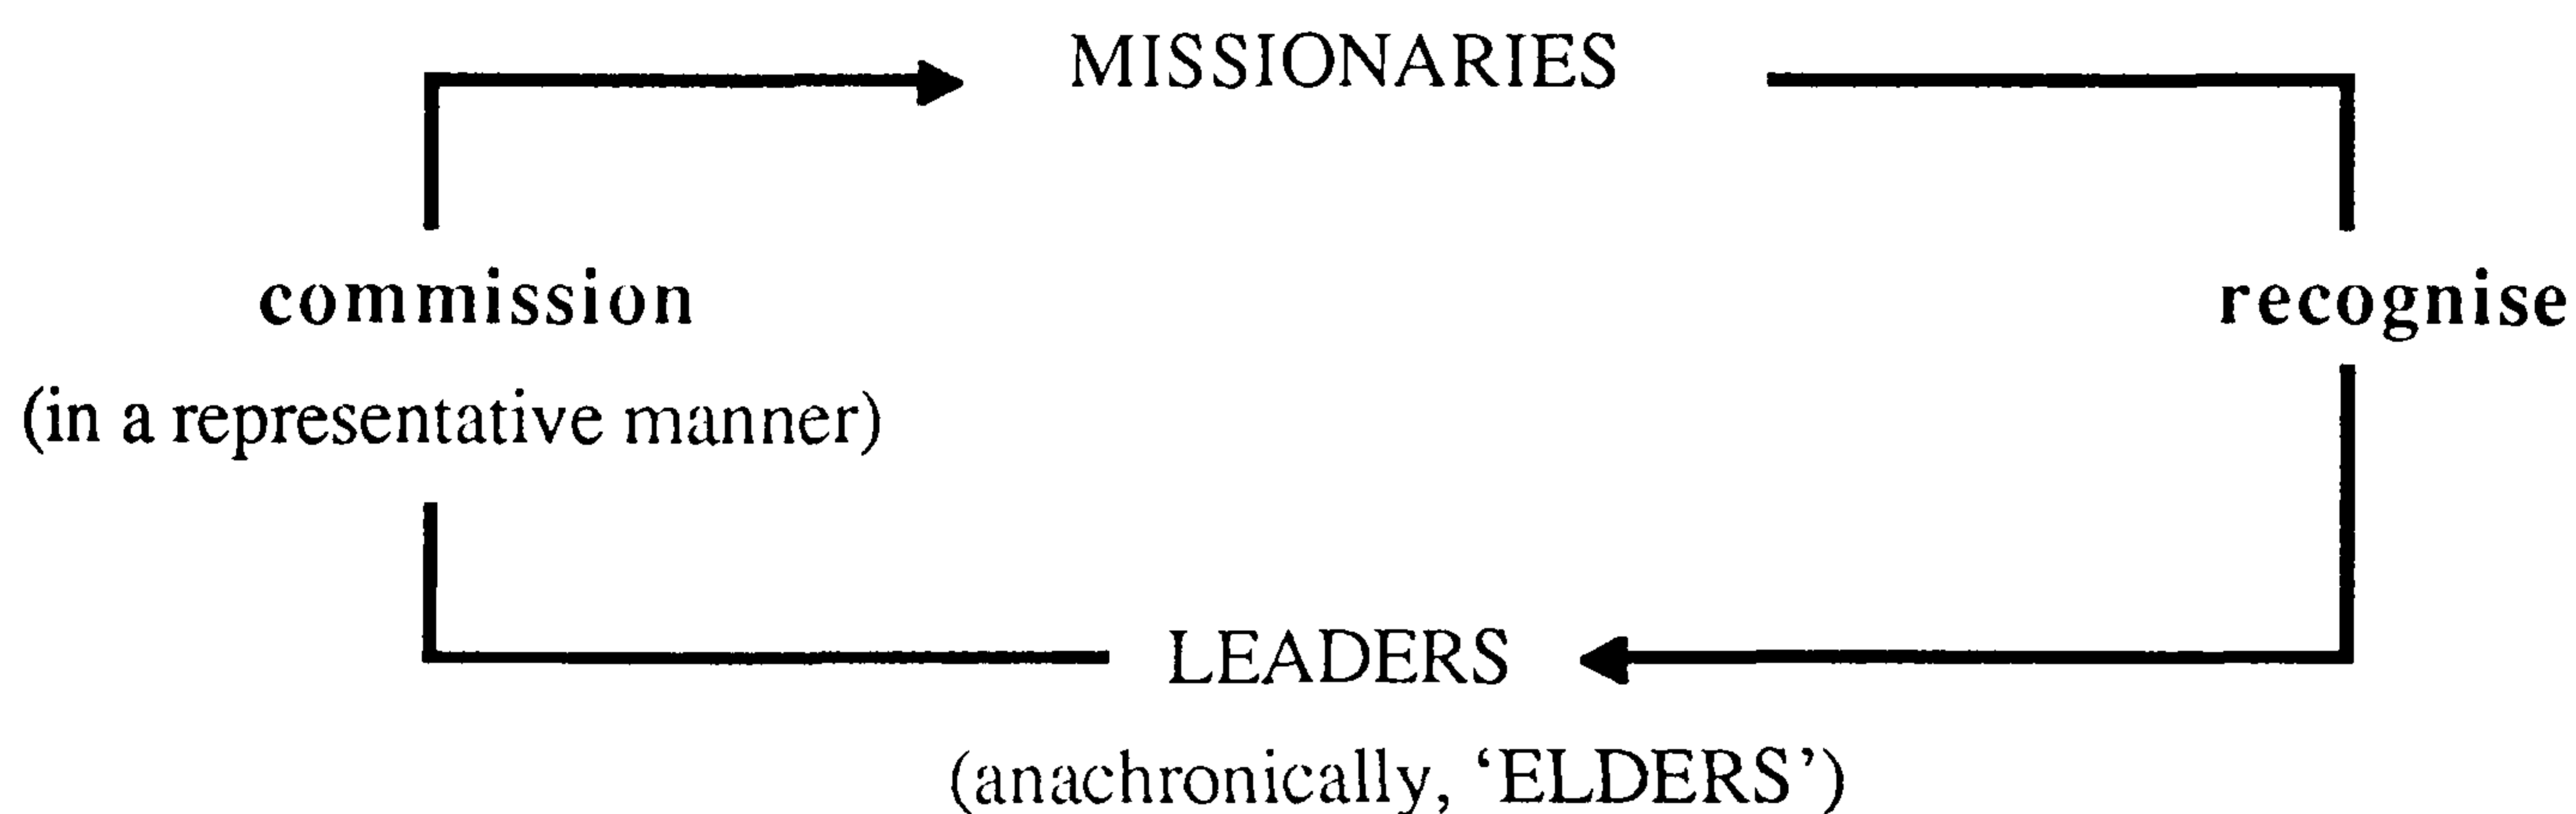 MISSIONARIES
commission
recognise
(in a representative manner)
LEADERS
(anachronically, ‘ELDERS’)